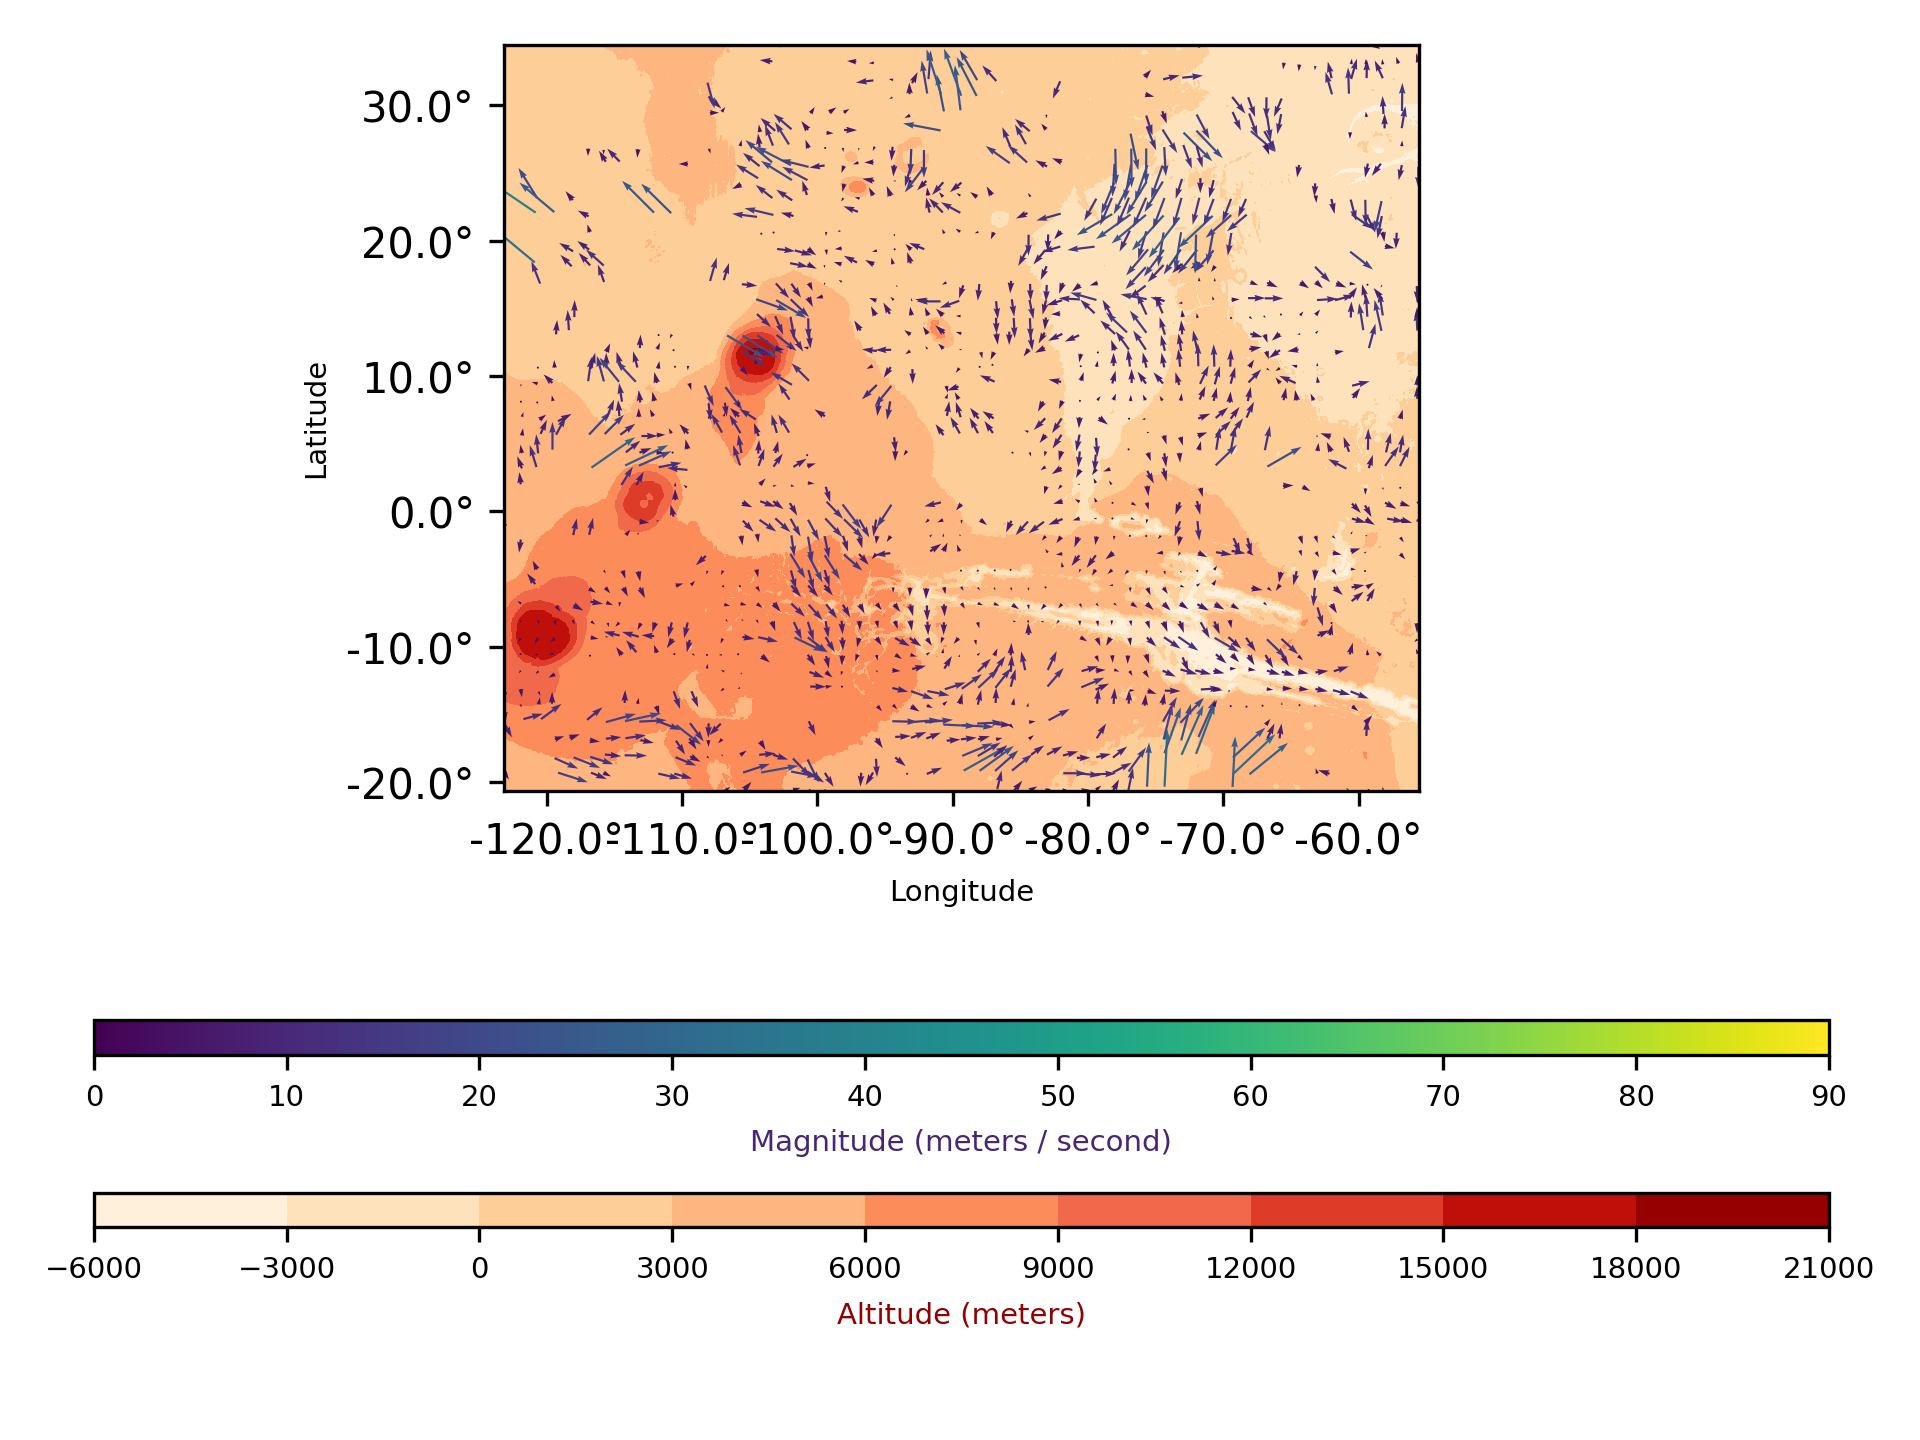 30.0°
20.0°
10.0°
0.0°
-10.0°
-20.0°
Latitude
-120.0° -110.0° -100.0° -90.0° -80.0° -70.0° -60.0°
Longitude
0 10 20 30 40 50 60 70 80 90
Magnitude (meters / second)
−6000 −3000 0 3000 6000 9000 12000 15000 18000 21000
Altitude (meters)